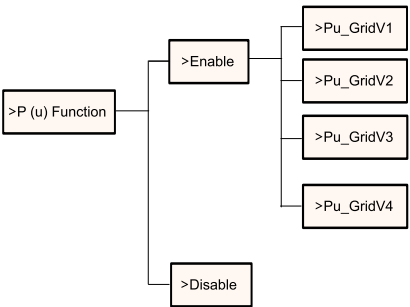 >P (u) Function
>Enable
>Pu_GridV1
>Pu_GridV2
>Pu_GridV3
>Pu_GridV4
>Disable